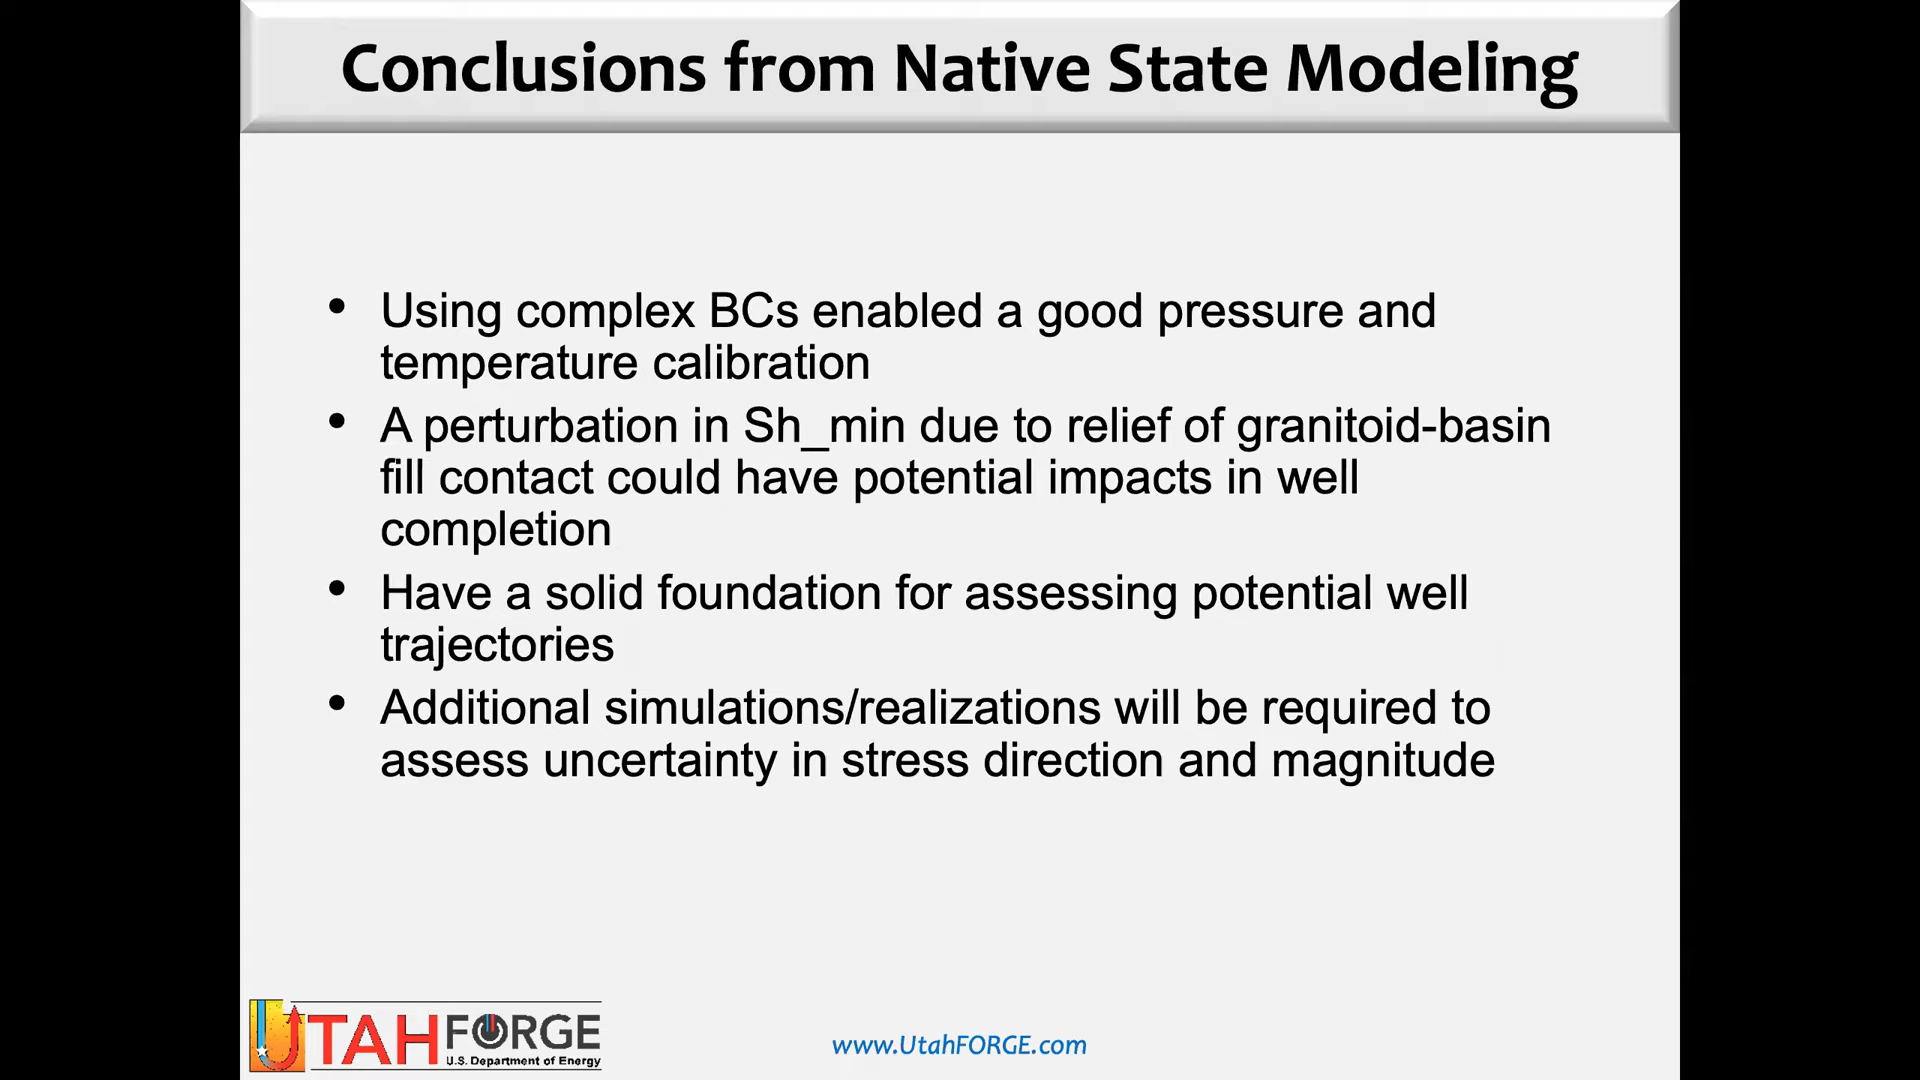 Conclusions from Native State Modeling
• Using complex BCs enabled a good pressure and
temperature calibration
• A perturbation in Sh_min due to relief of granitoid-basin
fill contact could have potential impacts in well
completion
• Have a solid foundation for assessing potential well
trajectories
• Additional simulations/realizations will be required to
assess uncertainty in stress direction and magnitude
UTAH FORGE
U.S. Department of Energy
www.UtahFORGE.com